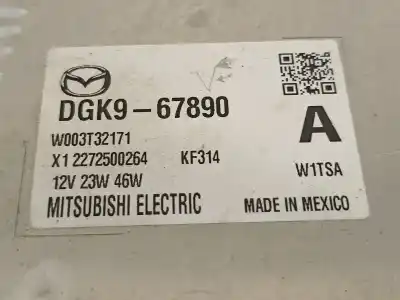 DGK9-67890
W003T32171
A
X1 2272500264 KF314
12V 23W 46W W1TSA
MITSUBISHI ELECTRIC MADE IN MEXICO